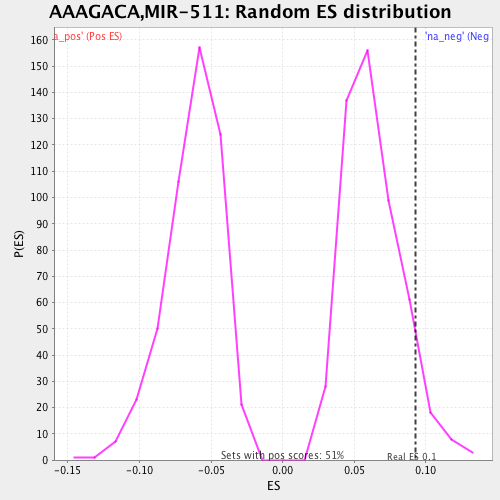 AAAGACA,MIR-511: Random ES distribution
a_pos' (Pos ES)
'na_neg' (Neg
160
150
140
130
120
110
100
90
80
70
60
50
40
30
20
10
0
P(ES)
Sets with pos scores: 51%
Real ES 0.1
-0.15 -0.10 -0.05 0.00 0.05 0.10
ES